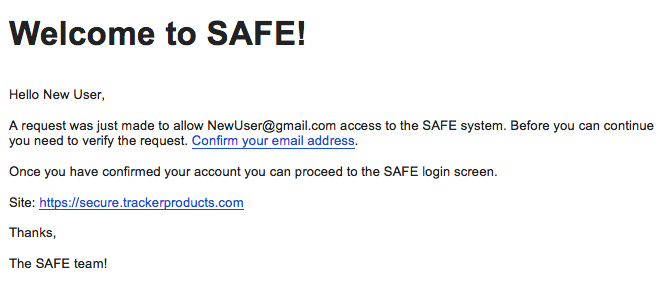 Welcome to SAFE!
Hello New User,
A request was just made to allow NewUser@gmail.com access to the SAFE system. Before you can continue
you need to verify the request. Confirm your email address.
Once you have confirmed your account you can proceed to the SAFE login screen.
Site: https://secure.trackerproducts.com
Thanks,
The SAFE team!